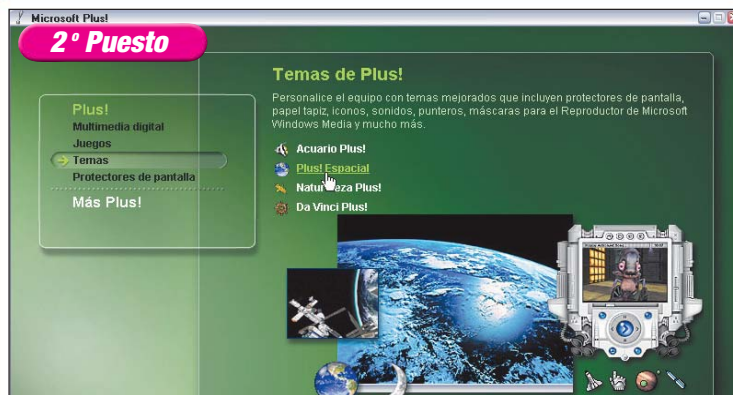 Microsoft Plus!
2º Puesto
Temas de Plus!
Personalice el equipo con temas mejorados que incluyen protectores de pantalla,
papel tapiz, iconos, sonidos, punteros, máscaras para el Reproductor de Microsoft
Windows Media y mucho más.
Plus!
Multimedia digital
Juegos
Temas
Protectores de pantalla
Más Plus!
Acuario Plus!
Plus! Espacial
Naturaleza Plus!
Da Vinci Plus!